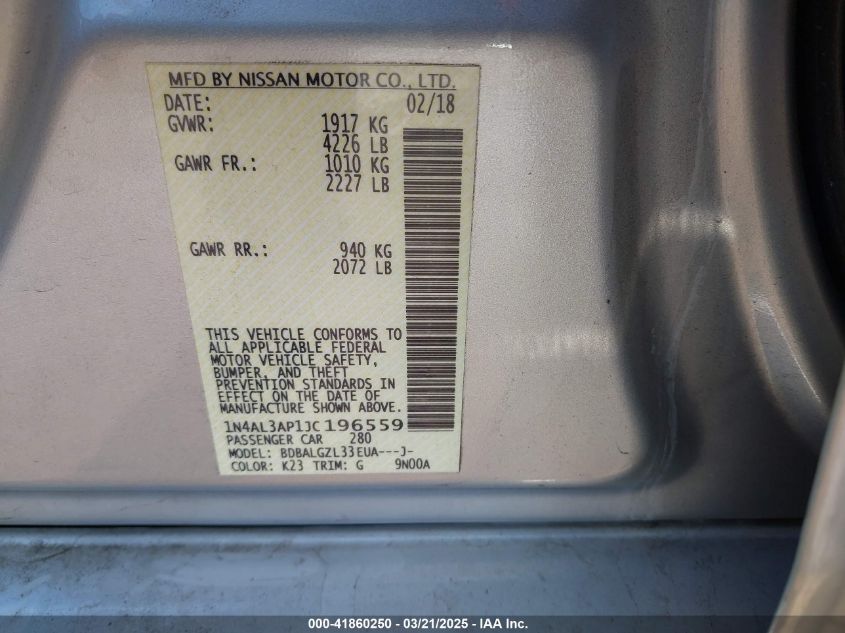 MFD BY NISSAN MOTOR CO., LTD.
DATE: 02/18
GVWR: 1917 KG
4226 LB
GAWR FR.: 1010 KG
2227 LB
GAWR RR.: 940 KG
2072 LB
THIS VEHICLE CONFORMS TO
ALL APPLICABLE FEDERAL
MOTOR VEHICLE SAFETY,
BUMPER, AND THEFT
PREVENTION STANDARDS IN
EFFECT ON THE DATE OF
MANUFACTURE SHOWN ABOVE.
1N4AL3AP1JC196559
PASSENGER CAR 280
MODEL: BDBALGZL33EUA---J-
COLOR: K23 TRIM: G 9N00A
000-41860250 - 03/21/2025 - IAA Inc.